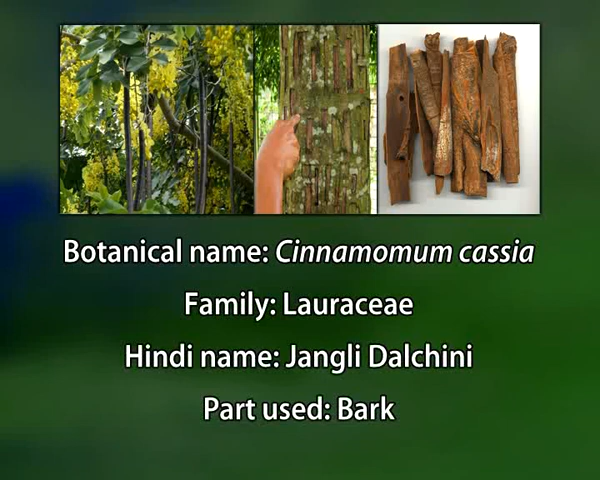 Botanical name: Cinnamomum cassia
Family: Lauraceae
Hindi name: Jangli Dalchini
Part used: Bark